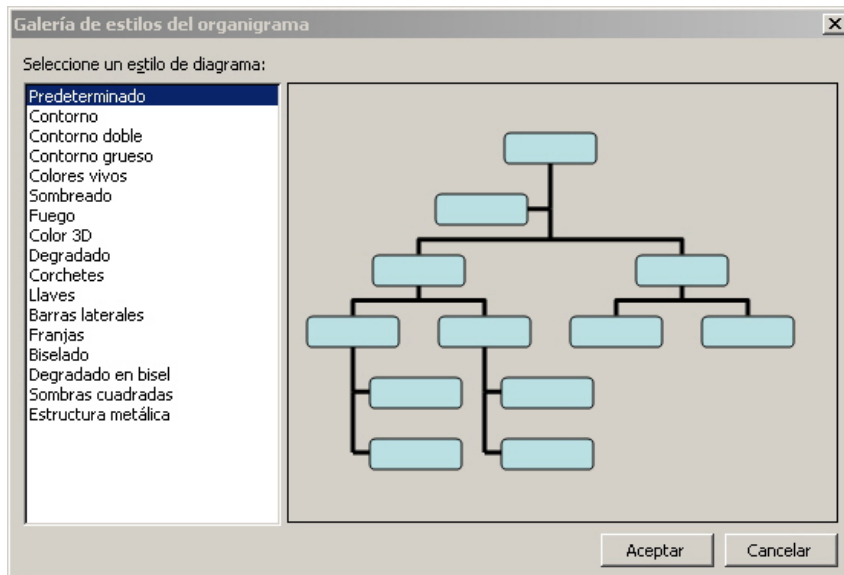 Galería de estilos del organigrama
Seleccione un estilo de diagrama:
Predeterminado
Contorno
Contorno doble
Contorno grueso
Colores vivos
Sombreado
Fuego
Color 3D
Degradado
Corchetes
Llaves
Barras laterales
Franjas
Biselado
Degradado en bisel
Sombras cuadradas
Estructura metálica
Aceptar
Cancelar